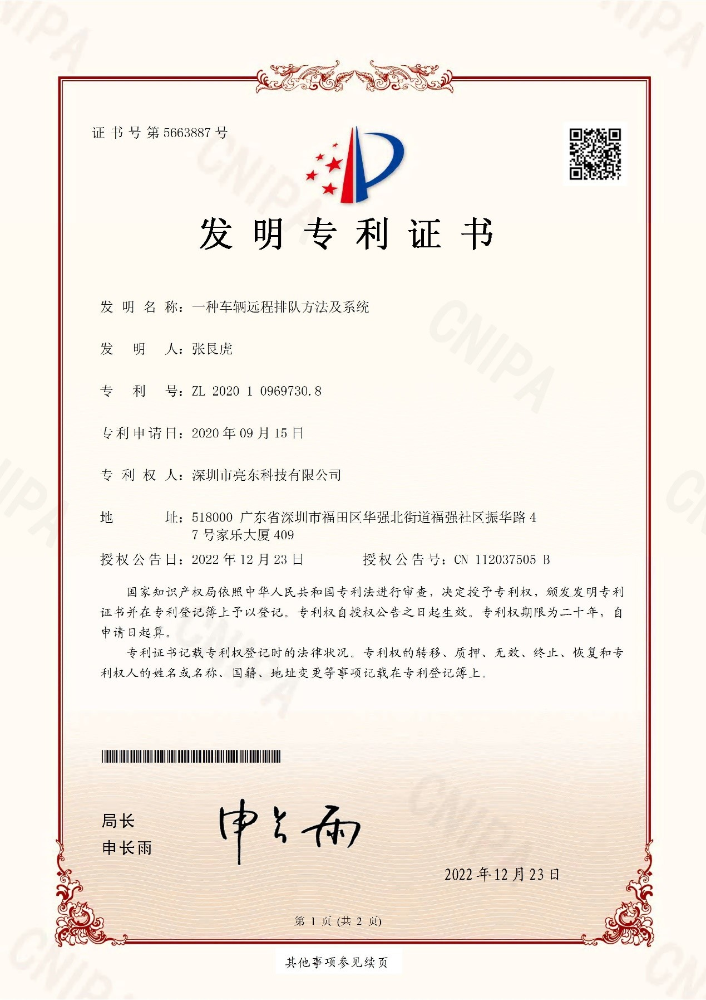 证书号第5663887号
发明专利证书
发明名称：一种车辆远程排队方法及系统
发明人：张艮虎
专利号：ZL 2020 1 0969730.8
专利申请日：2020年09月15日
专利权人：深圳市亮东科技有限公司
地址：518000 广东省深圳市福田区华强北街道福强社区振华路4
7号家乐大厦409
授权公告日：2022年12月23日 授权公告号：CN 112037505 B
国家知识产权局依照中华人民共和国专利法进行审查，决定授予专利权，颁发发明专利
证书并在专利登记簿上予以登记。专利权自授权公告之日起生效。专利权期限为二十年，自
申请日起算。
专利证书记载专利权登记时的法律状况。专利权的转移、质押、无效、终止、恢复和专
利权人的姓名或名称、国籍、地址变更等事项记载在专利登记簿上。
局长
申长雨
申长雨
2022年12月23日
第 1 页 (共 2 页)
其他事项参见续页
CNIPA
CNIPA
CNIPA
CNIPA
CNIPA